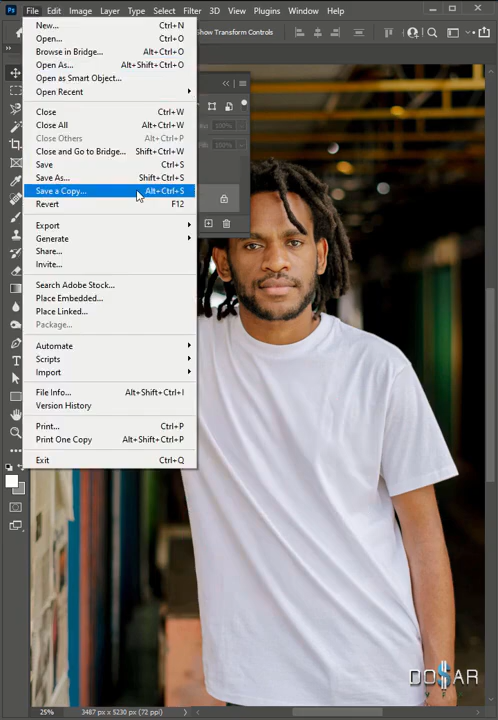 Ps File Edit Image Layer Type Select Filter 3D View Plugins Window Help
Show Transform Controls
New... Ctrl+N
Open... Ctrl+O
Browse in Bridge... Alt+Ctrl+O
Open As... Alt+Shift+Ctrl+O
Open as Smart Object...
Open Recent
Close Ctrl+W
Close All Alt+Ctrl+W
Close Others Alt+Ctrl+P
Close and Go to Bridge... Shift+Ctrl+W
Save Ctrl+S
Save As... Shift+Ctrl+S
Save a Copy... Alt+Ctrl+S
Revert F12
Export
Generate
Share...
Invite...
Search Adobe Stock...
Place Embedded...
Place Linked...
Package...
Automate
Scripts
Import
File Info... Alt+Shift+Ctrl+I
Version History
Print... Ctrl+P
Print One Copy Alt+Shift+Ctrl+P
Exit Ctrl+Q
100%
100%
25% 3487 px x 5230 px (72 ppi)